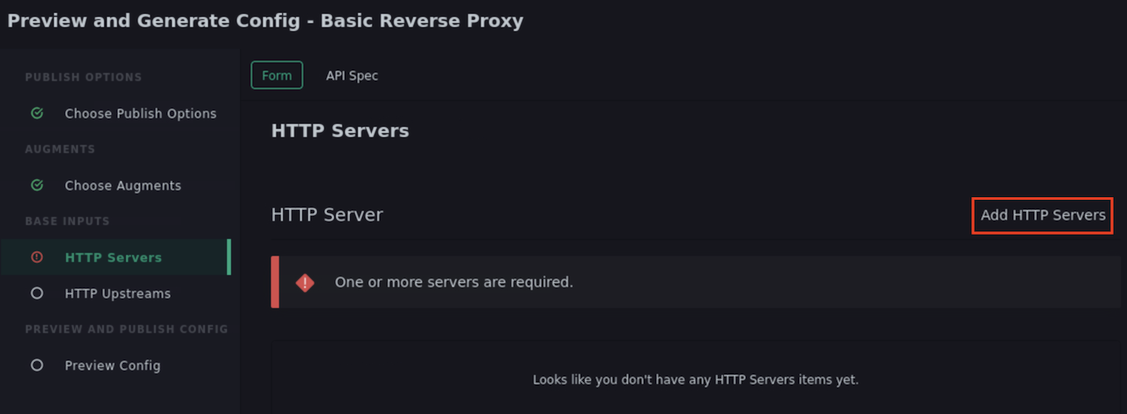 Preview and Generate Config - Basic Reverse Proxy
PUBLISH OPTIONS
Choose Publish Options
AUGMENTS
Choose Augments
BASE INPUTS
HTTP Servers
HTTP Upstreams
PREVIEW AND PUBLISH CONFIG
Preview Config
Form API Spec
HTTP Servers
HTTP Server Add HTTP Servers
One or more servers are required.
Looks like you don't have any HTTP Servers items yet.